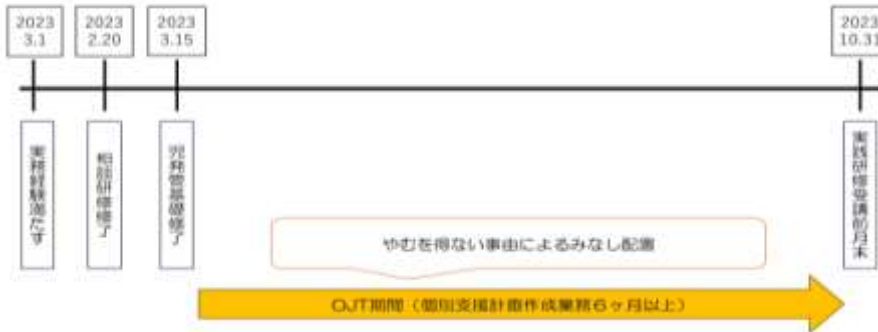 2023
3.1
2023
2.20
2023
3.15
2023
10.31
実務経験満たす
相談研修修了
児発管基礎修了
実践研修受講前月末
やむを得ない事由によるみなし配置
OJT期間（個別支援計画作成業務6ヶ月以上）